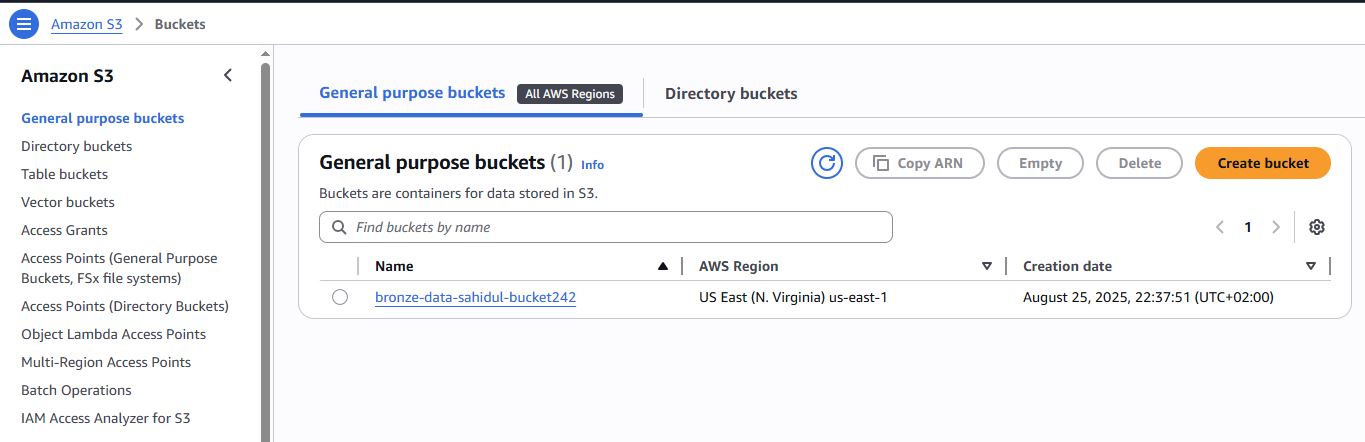 Amazon S3 > Buckets
Amazon S3
General purpose buckets
Directory buckets
Table buckets
Vector buckets
Access Grants
Access Points (General Purpose
Buckets, FSx file systems)
Access Points (Directory Buckets)
Object Lambda Access Points
Multi-Region Access Points
Batch Operations
IAM Access Analyzer for S3
General purpose buckets All AWS Regions Directory buckets
General purpose buckets (1) Info Copy ARN Empty Delete Create bucket
Buckets are containers for data stored in S3.
Find buckets by name 1
Name AWS Region Creation date
bronze-data-sahidul-bucket242 US East (N. Virginia) us-east-1 August 25, 2025, 22:37:51 (UTC+02:00)